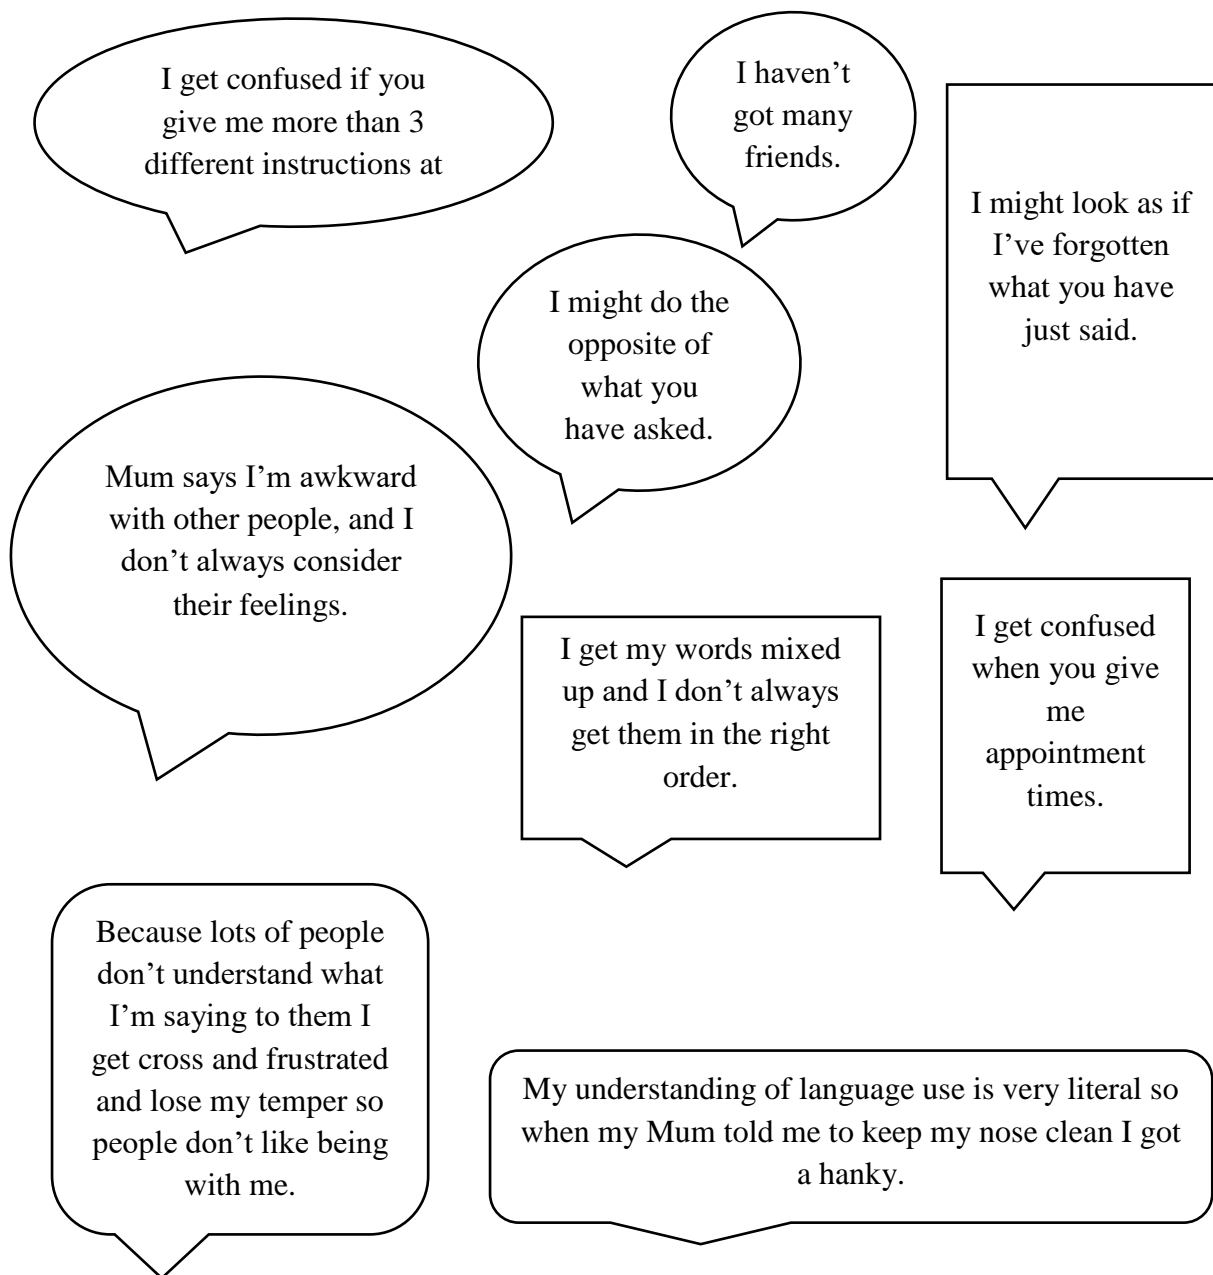 I get confused if you
give me more than 3
different instructions at
I haven't
got many
friends.
I might look as if
I’ve forgotten
what you have
just said.
I might do the
opposite of
what you
have asked.
Mum says I’m awkward
with other people, and I
don’t always consider
their feelings.
I get my words mixed
up and I don’t always
get them in the right
order.
I get confused
when you give
me
appointment
times.
Because lots of people
don’t understand what
I’m saying to them I
get cross and frustrated
and lose my temper so
people don’t like being
with me.
My understanding of language use is very literal so
when my Mum told me to keep my nose clean I got
a hanky.